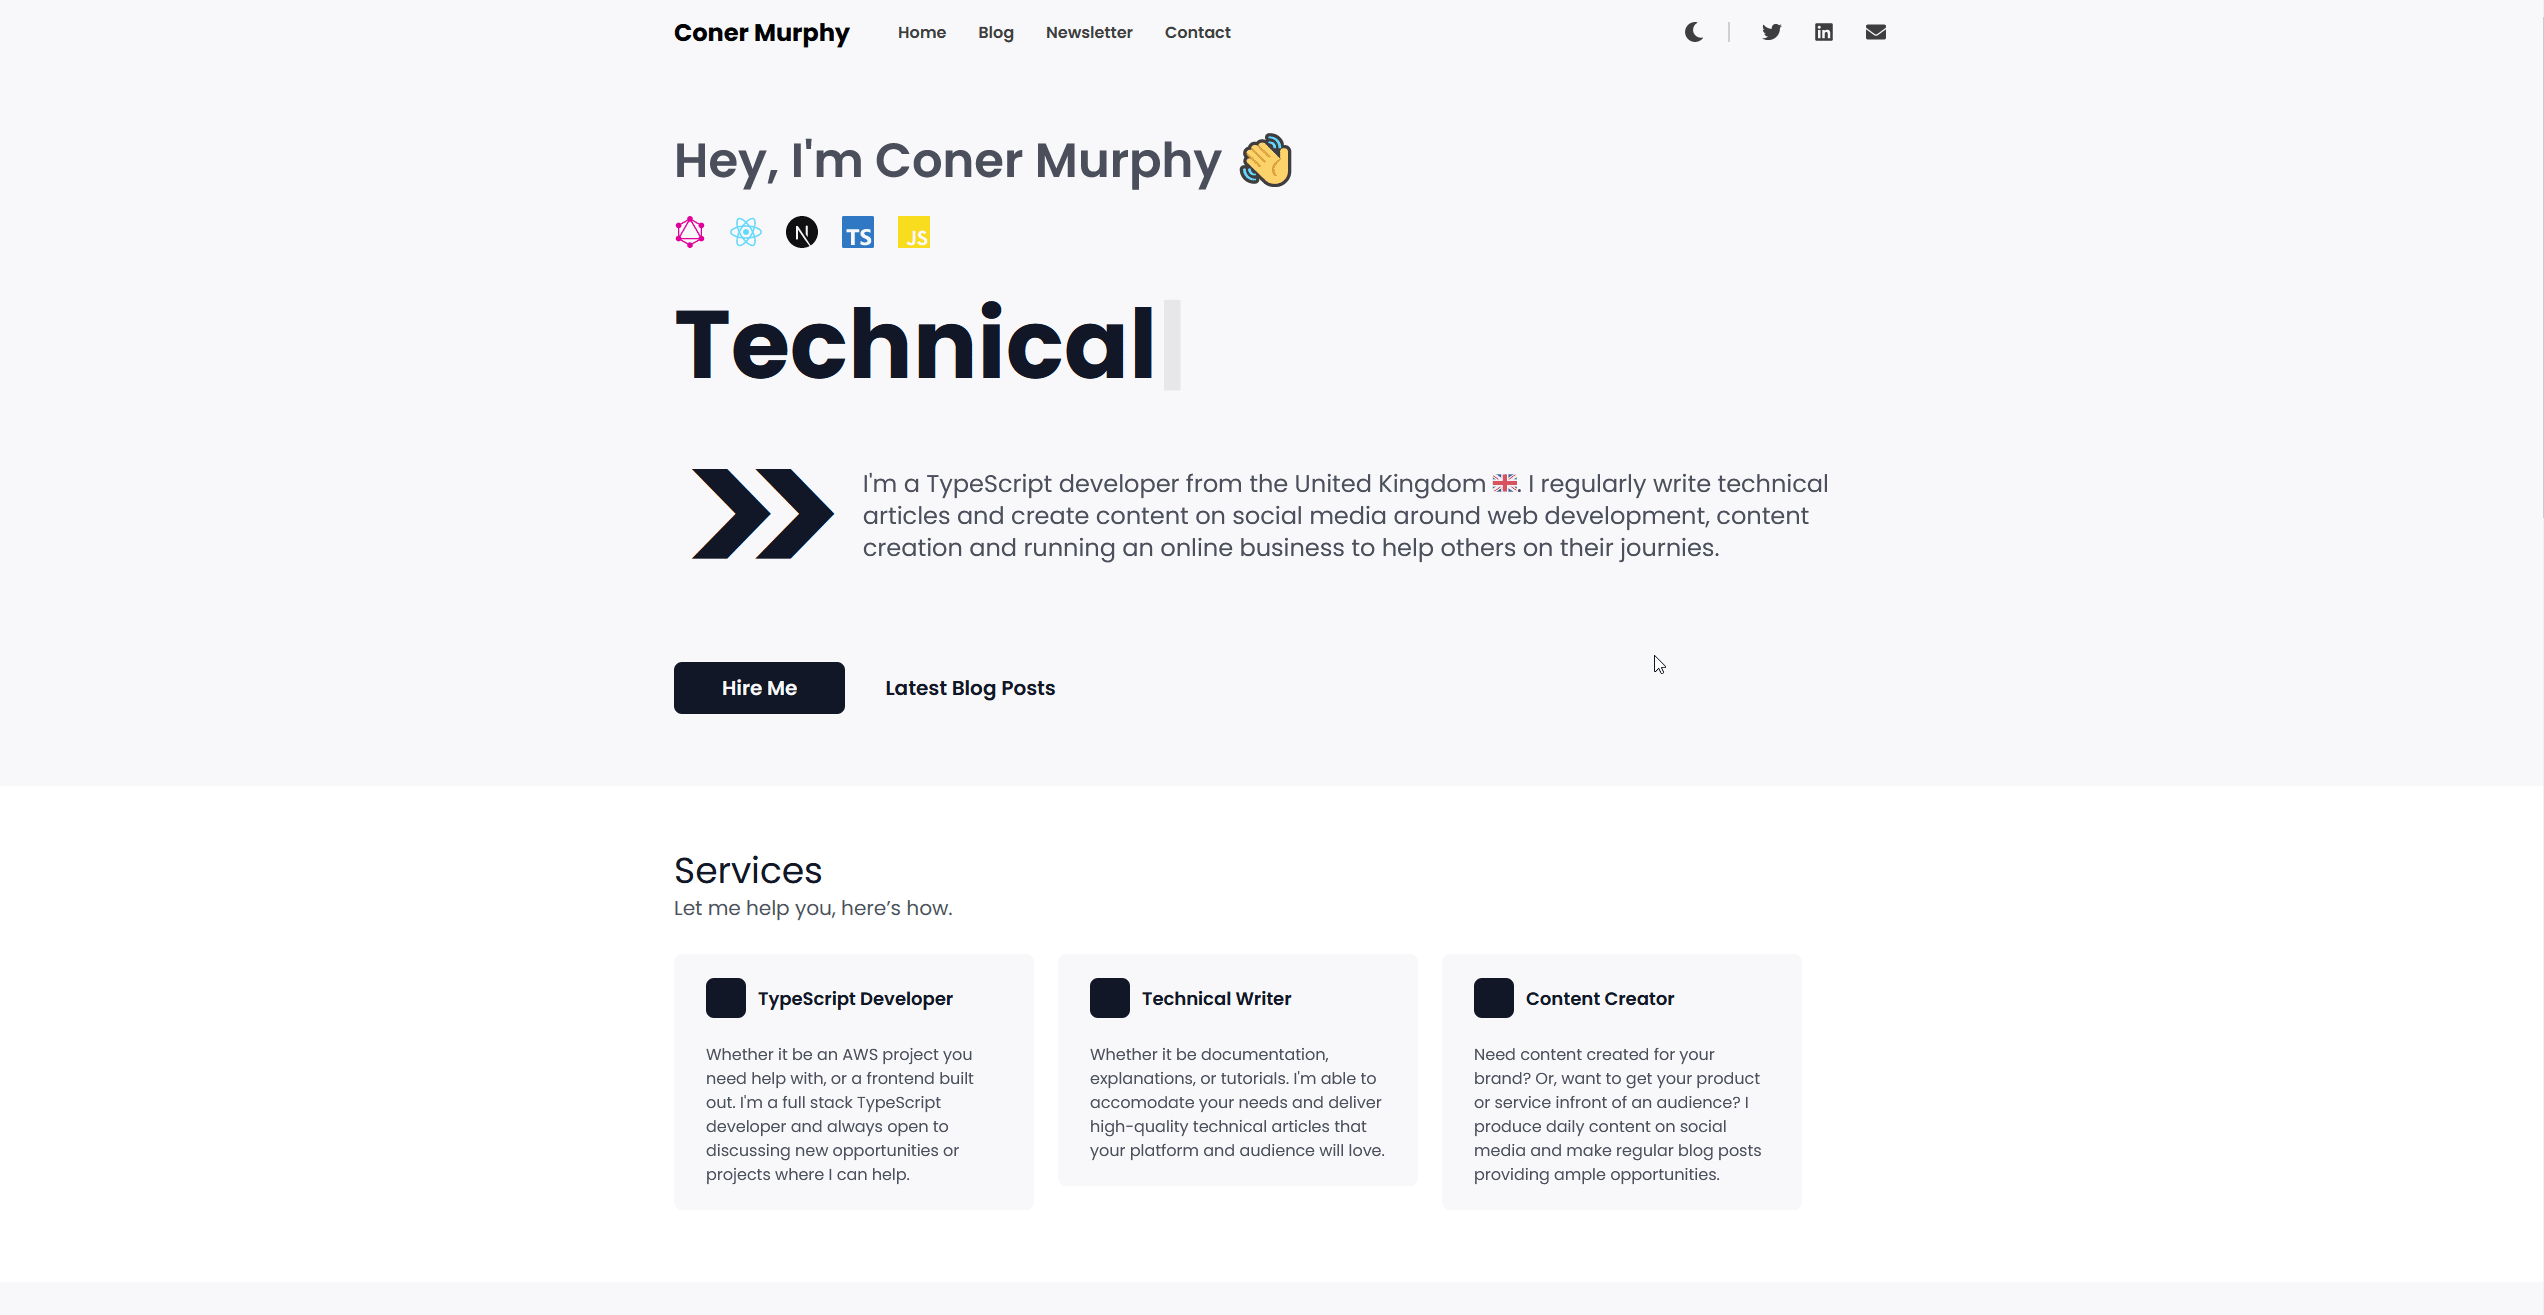 Coner Murphy Home Blog Newsletter Contact
Hey, I'm Coner Murphy 👋
N TS JS
Technical
I'm a TypeScript developer from the United Kingdom 🇬🇧. I regularly write technical
articles and create content on social media around web development, content
creation and running an online business to help others on their journies.
Hire Me Latest Blog Posts
Services
Let me help you, here’s how.
TypeScript Developer
Whether it be an AWS project you
need help with, or a frontend built
out. I'm a full stack TypeScript
developer and always open to
discussing new opportunities or
projects where I can help.
Technical Writer
Whether it be documentation,
explanations, or tutorials. I'm able to
accomodate your needs and deliver
high-quality technical articles that
your platform and audience will love.
Content Creator
Need content created for your
brand? Or, want to get your product
or service infront of an audience? I
produce daily content on social
media and make regular blog posts
providing ample opportunities.